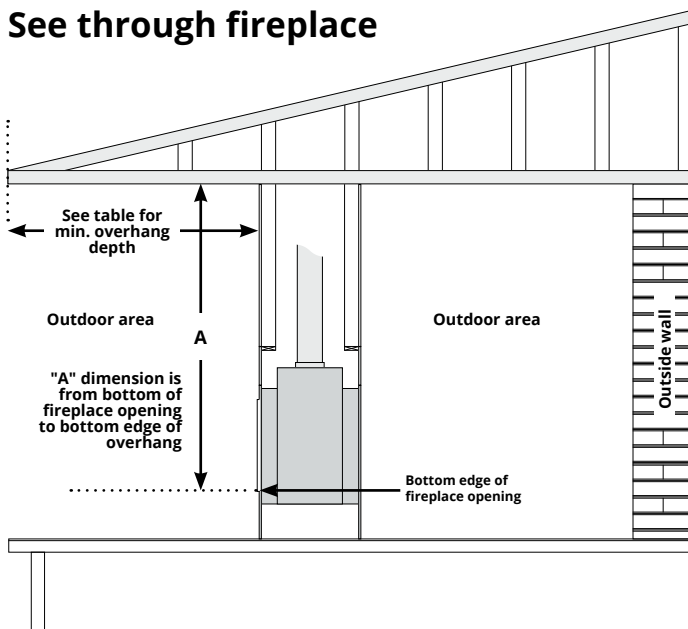 See through fireplace
See table for
min. overhang
depth
Outdoor area
A
Outdoor area
Outside wall
"A" dimension is
from bottom of
fireplace opening
to bottom edge of
overhang
Bottom edge of
fireplace opening